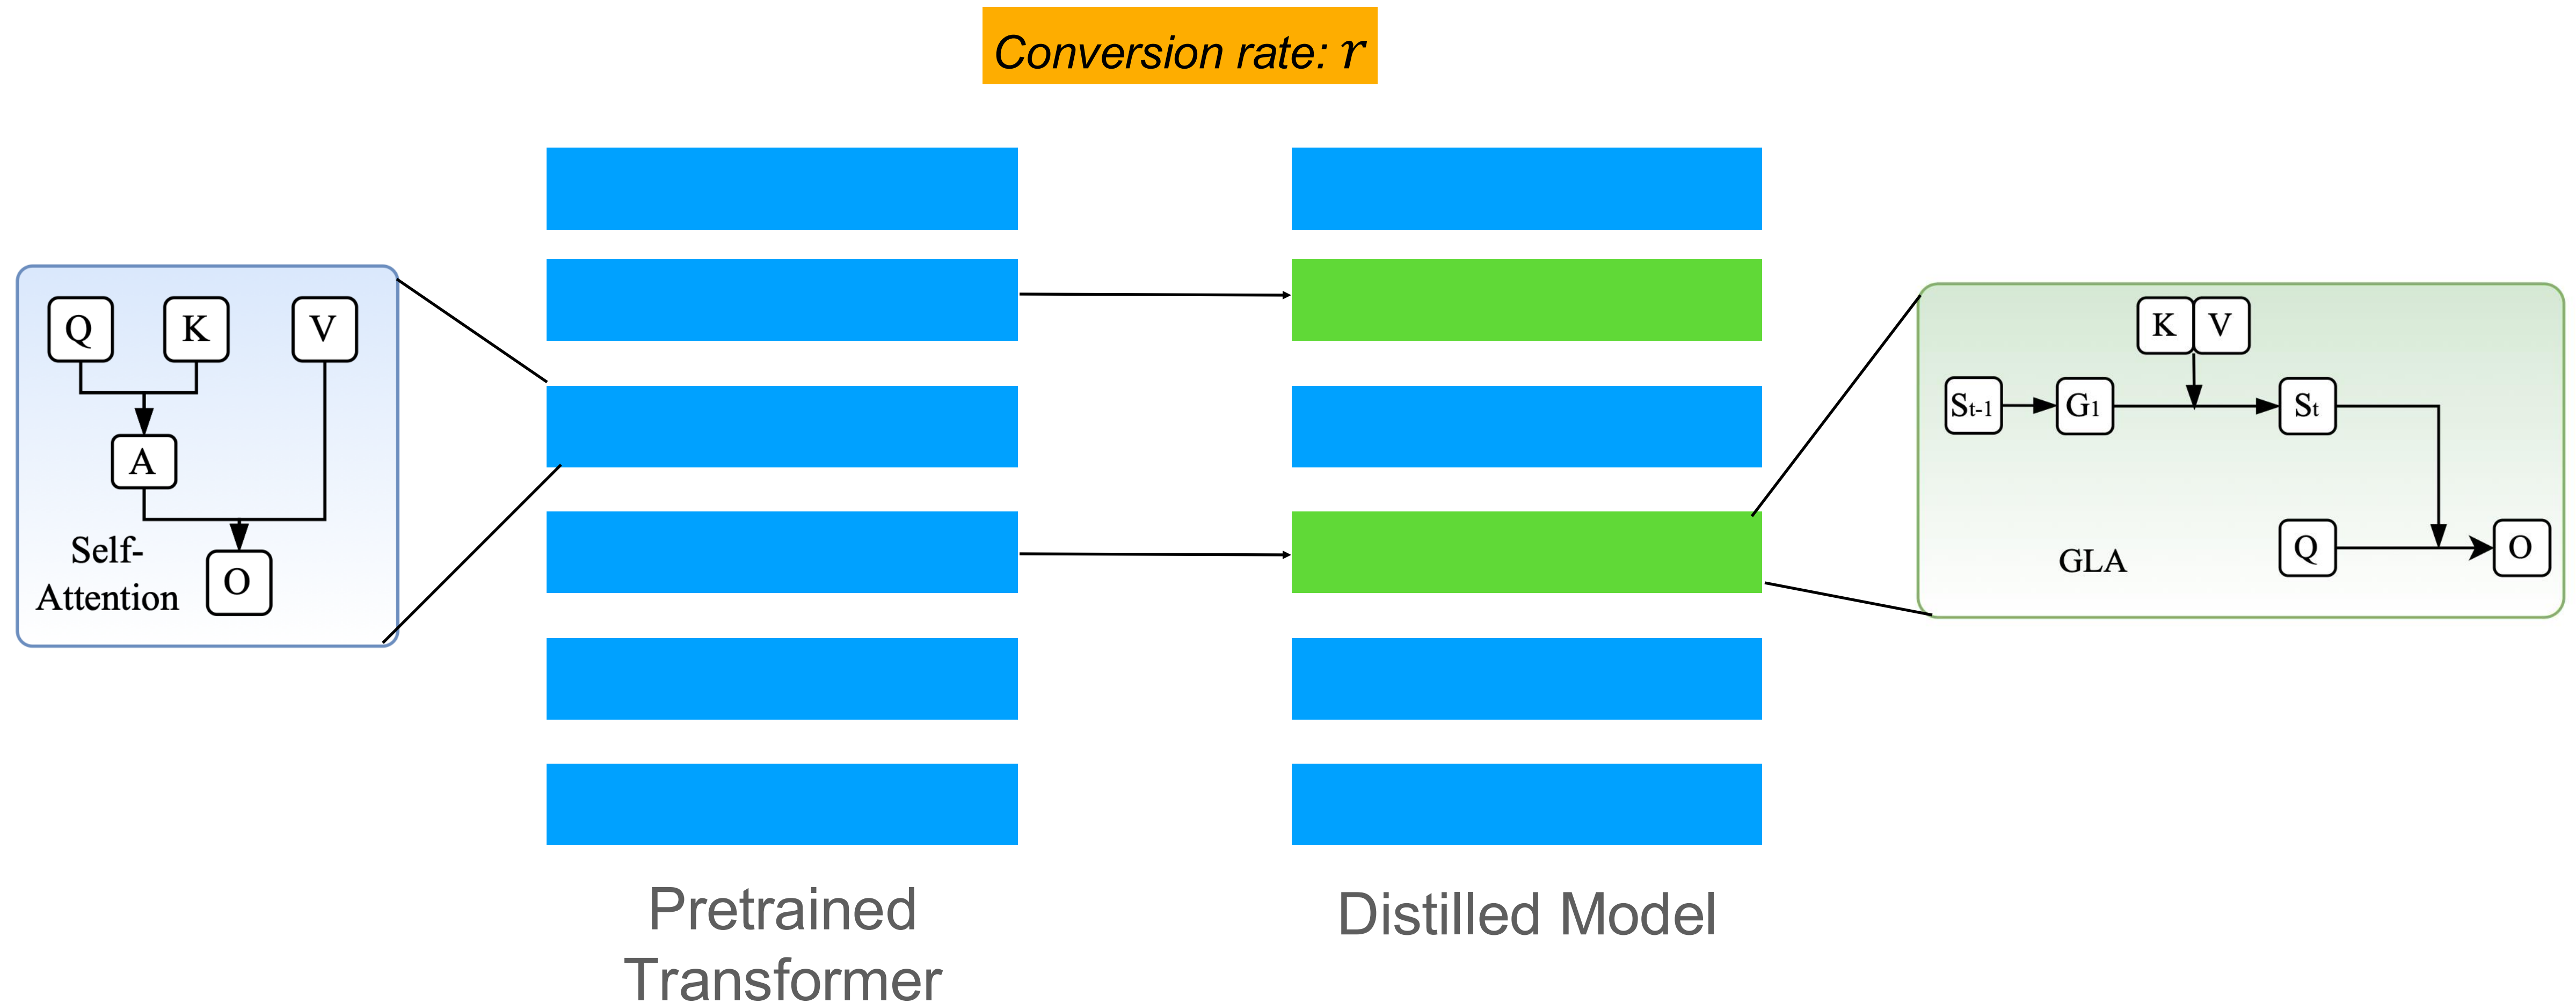 Conversion rate: r
Q
K
V
A
Self-
Attention
O
K
V
St-1
G1
St
Q
O
GLA
Pretrained
Transformer
Distilled Model